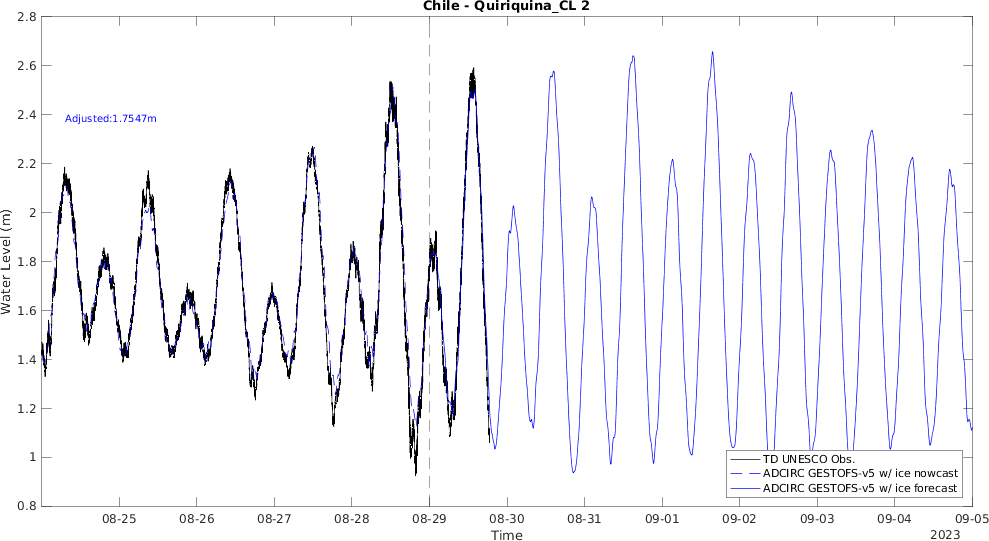 Chile - Quiriquina_CL 2
2.8
2.6
2.4
2.2
2
1.8
1.6
1.4
1.2
1
0.8
Water Level (m)
Adjusted:1.7547m
TD UNESCO Obs.
ADCIRC GESTOFS-v5 w/ ice nowcast
ADCIRC GESTOFS-v5 w/ ice forecast
08-25 08-26 08-27 08-28 08-29 08-30 08-31 09-01 09-02 09-03 09-04 09-05
Time
2023